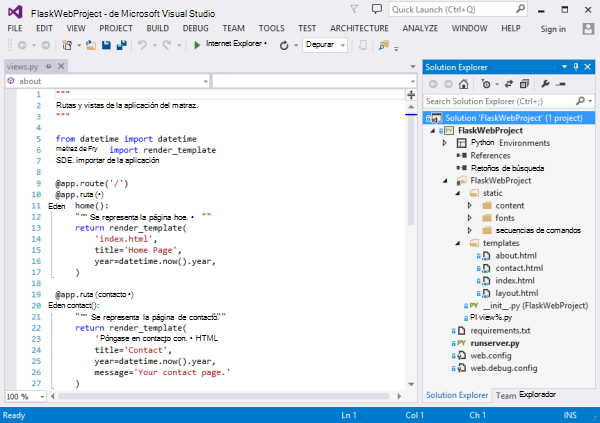 FlaskWebProject - de Microsoft Visual Studio
Quick Launch (Ctrl+Q)
FILE EDIT VIEW PROJECT BUILD DEBUG TEAM TOOLS TEST ARCHITECTURE ANALYZE WINDOW HELP Sign in
Internet Explorer • Depurar
views.py
about
1 """
2 Rutas y vistas de la aplicación del matraz.
3 """
4
5 from datetime import datetime
6 matraz de Fry import render_template
7 SDE. importar de la aplicación
8
9 @app.route('/')
10 @app.ruta (•)
11 Eden home():
12 """ Se representa la página hoe. • ""
13 return render_template(
14 'index.html',
15 title='Home Page',
16 year=datetime.now().year,
17 )
18
19 @app.ruta (contacto •)
20 Eden contact():
21 """ Se representa la página de contacto."""
22 return render_template(
23 'Póngase en contacto con. • HTML
24 title='Contact',
25 year=datetime.now().year,
26 message='Your contact page.'
27 )
100 %
Solution Explorer
Search Solution Explorer (Ctrl+;)
Solution 'FlaskWebProject' (1 project)
FlaskWebProject
Python Environments
References
Retoños de búsqueda
FlaskWebProject
static
content
fonts
secuencias de comandos
templates
about.html
contact.html
index.html
layout.html
PY __init__.py (FlaskWebProject)
PI view%.py
requirements.txt
PY runserver.py
web.config
web.debug.config
Solution Explorer Team Explorador
Ready Ln 1 Col 1 Ch 1 INS